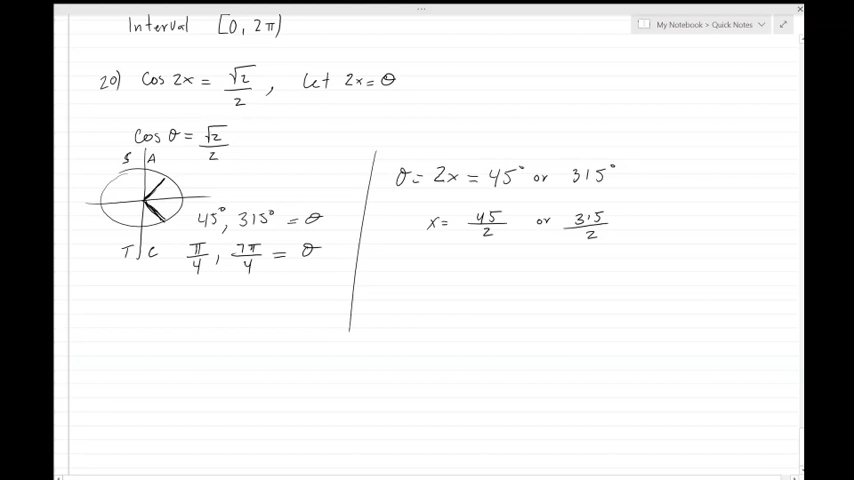 Interval [0, 2π)
My Notebook > Quick Notes
20) Cos 2x = √2/2 , Let 2x = θ
Cos θ = √2/2
S A
45°, 315° = θ
T C π/4 , 7π/4 = θ
θ = 2x = 45° or 315°
x = 45/2 or 315/2